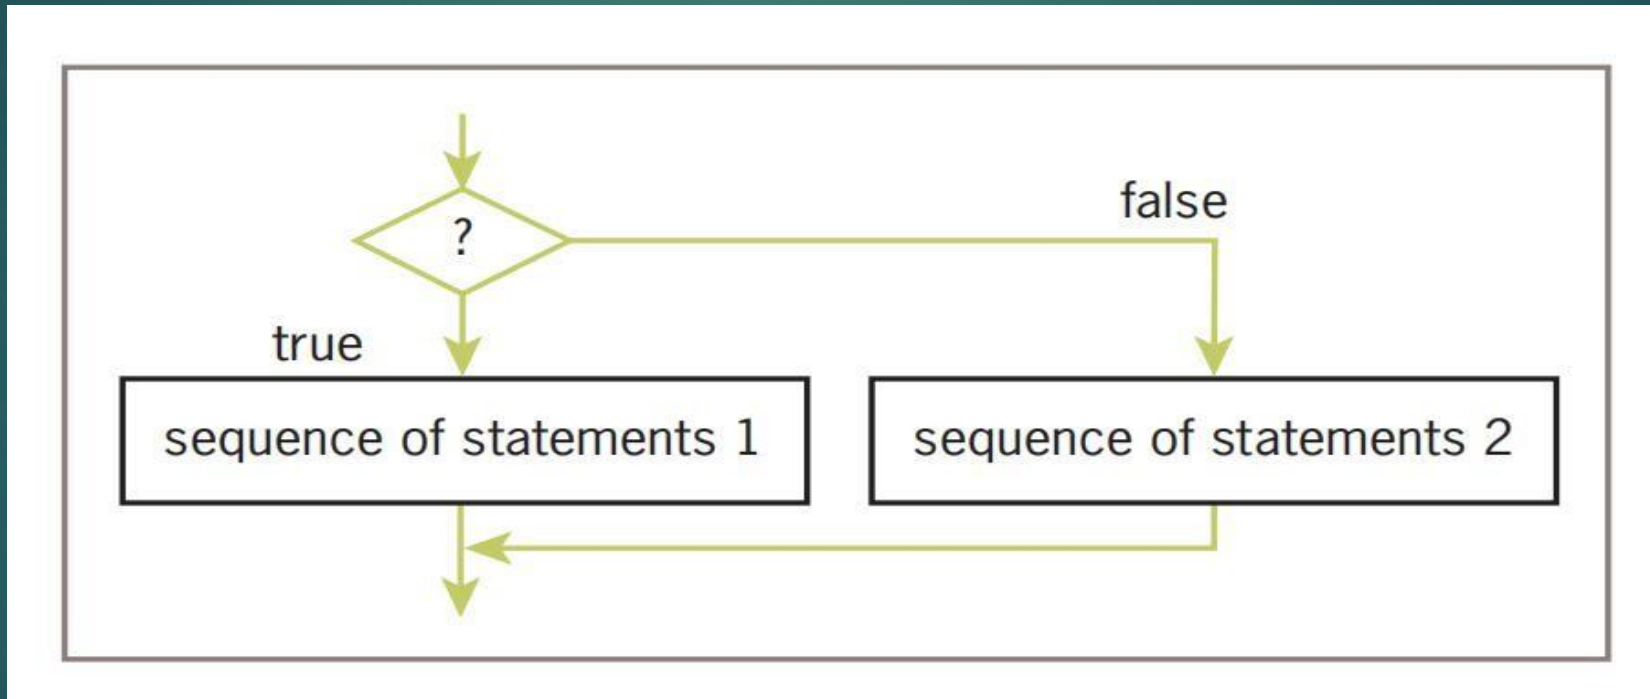 ?
false
true
sequence of statements 1
sequence of statements 2